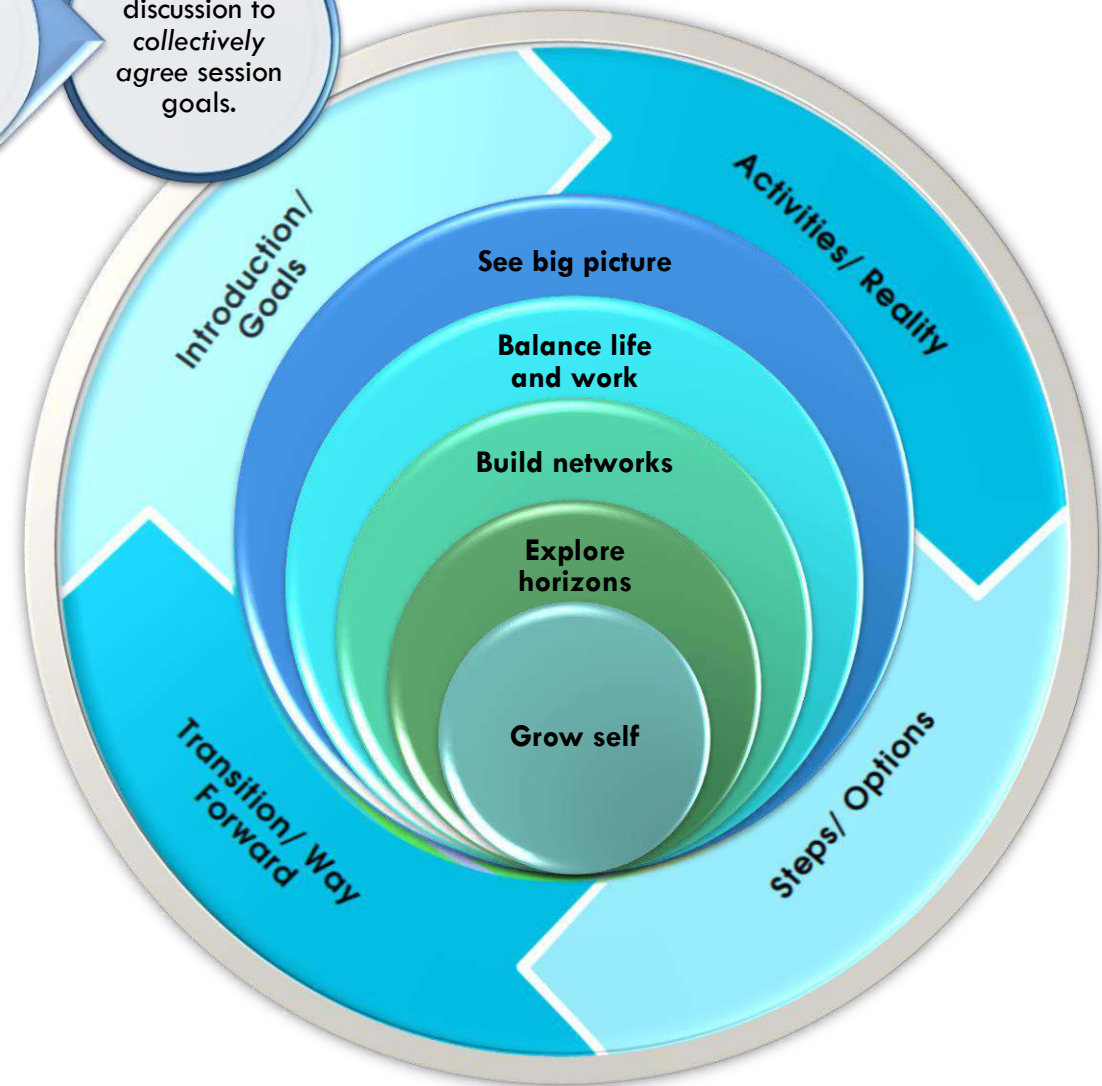 discussion to
collectively
agree session
goals.
Introduction/
Goals
Activities/ Reality
See big picture
Balance life
and work
Build networks
Explore
horizons
Grow self
Transition/ Way
Forward
Steps/ Options